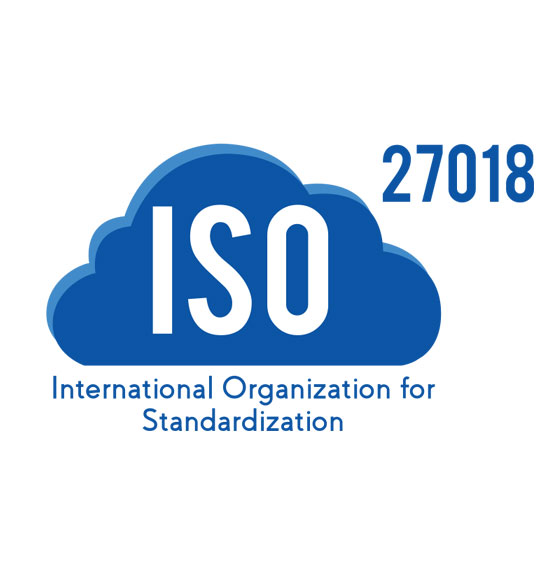 27018
ISO
International Organization for
Standardization